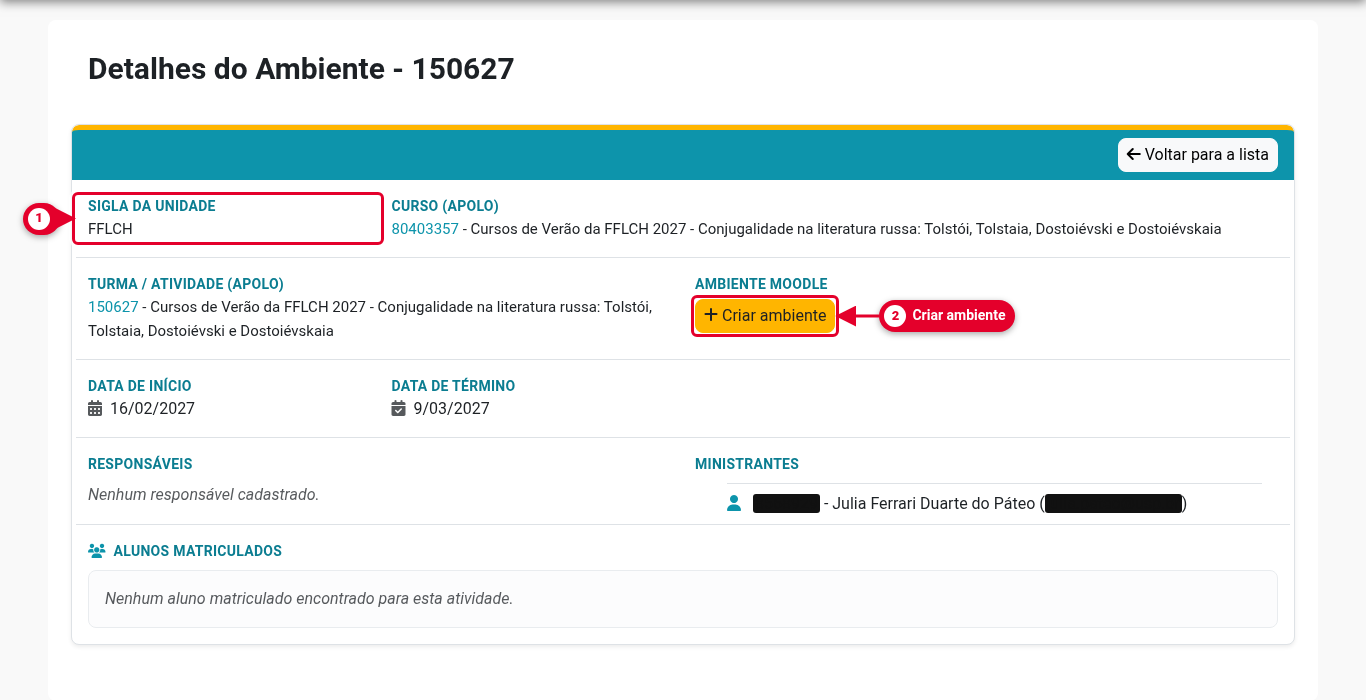 Detalhes do Ambiente - 150627
Voltar para a lista
1
SIGLA DA UNIDADE
FFLCH
CURSO (APOLO)
80403357 - Cursos de Verão da FFLCH 2027 - Conjugalidade na literatura russa: Tolstói, Tolstaia, Dostoiévski e Dostoiévskaia
TURMA / ATIVIDADE (APOLO)
150627 - Cursos de Verão da FFLCH 2027 - Conjugalidade na literatura russa: Tolstói,
Tolstaia, Dostoiévski e Dostoiévskaia
AMBIENTE MOODLE
+ Criar ambiente
2 Criar ambiente
DATA DE INÍCIO
16/02/2027
DATA DE TÉRMINO
9/03/2027
RESPONSÁVEIS
Nenhum responsável cadastrado.
MINISTRANTES
- Julia Ferrari Duarte do Páteo ( )
ALUNOS MATRICULADOS
Nenhum aluno matriculado encontrado para esta atividade.